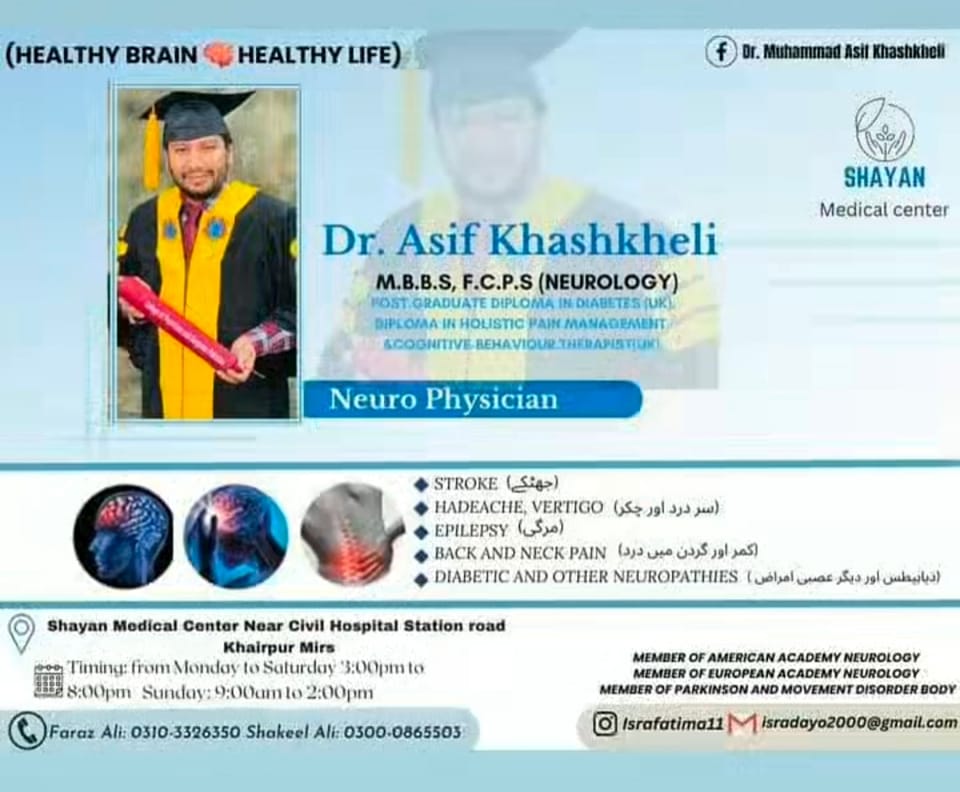 (HEALTHY BRAIN 🧠 HEALTHY LIFE)
Dr. Muhammad Asif Khashkheli
SHAYAN
Medical center
Dr. Asif Khashkheli
M.B.B.S, F.C.P.S (NEUROLOGY)
POST GRADUATE DIPLOMA IN DIABETES (UK),
DIPLOMA IN HOLISTIC PAIN MANAGEMENT
&COGNITIVE BEHAVIOUR THERAPIST(UK)
Neuro Physician
STROKE (جھٹکے)
HADEACHE, VERTIGO (سر درد اور چکر)
EPILEPSY (مرگی)
BACK AND NECK PAIN (کمر اور گردن میں درد)
DIABETIC AND OTHER NEUROPATHIES (ذیابیطس اور دیگر عصبی امراض)
Shayan Medical Center Near Civil Hospital Station road
Khairpur Mirs
Timing: from Monday to Saturday 3:00pm to
8:00pm Sunday: 9:00am to 2:00pm
Faraz Ali: 0310-3326350 Shakeel Ali: 0300-0865503
MEMBER OF AMERICAN ACADEMY NEUROLOGY
MEMBER OF EUROPEAN ACADEMY NEUROLOGY
MEMBER OF PARKINSON AND MOVEMENT DISORDER BODY
Israfatima11 isradayo2000@gmail.com